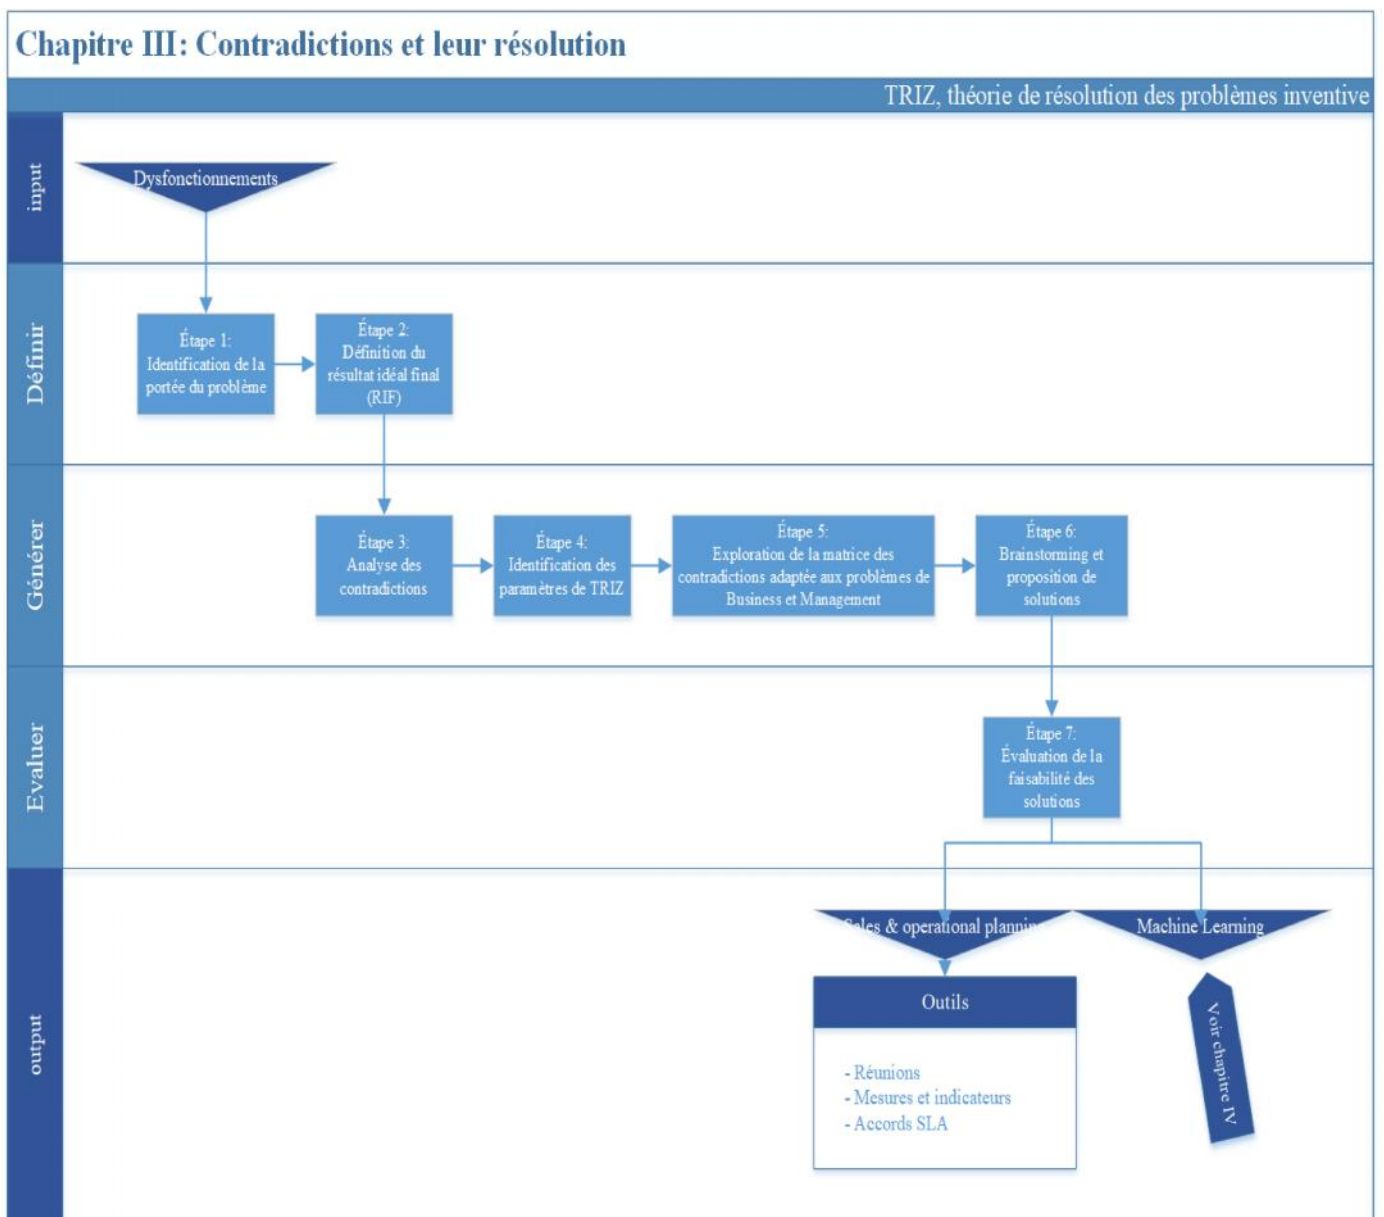 Chapitre III: Contradictions et leur résolution
TRIZ, théorie de résolution des problèmes inventive
input
Dysfonctionnements
Définir
Étape 1:
Identification de la
portée du problème
Étape 2:
Définition du
résultat idéal final
(RIF)
Générer
Étape 3:
Analyse des
contradictions
Étape 4:
Identification des
paramètres de TRIZ
Étape 5:
Exploration de la matrice des
contradictions adaptée aux problèmes de
Business et Management
Étape 6:
Brainstorming et
proposition de
solutions
Evaluer
Étape 7:
Évaluation de la
faisabilité des
solutions
output
Sales & operational planning
Machine Learning
Outils
- Réunions
- Mesures et indicateurs
- Accords SLA
Voir chapitre IV